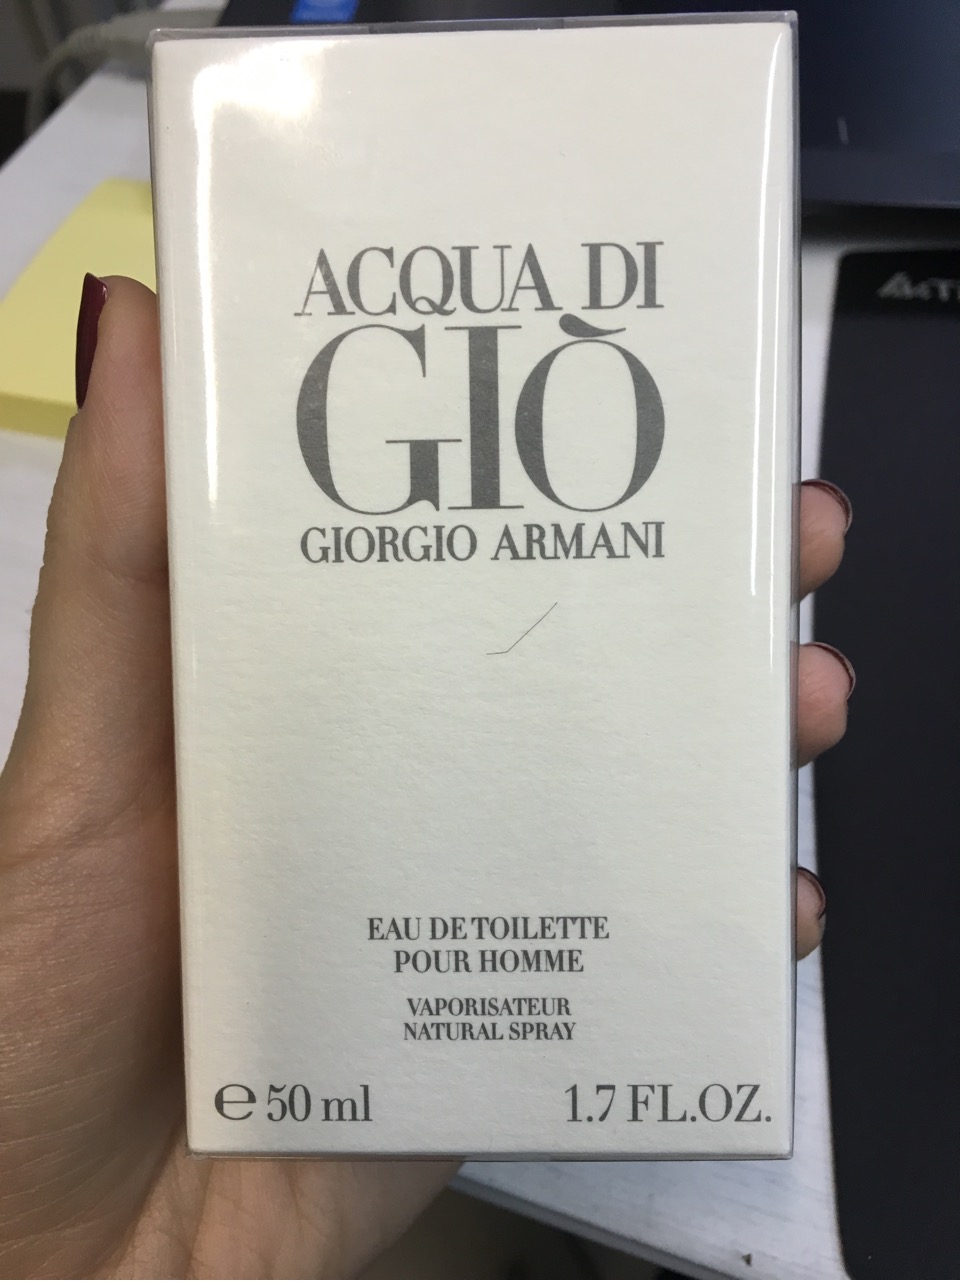 ACQUA DI
GIÒ
GIORGIO ARMANI
EAU DE TOILETTE
POUR HOMME
VAPORISATEUR
NATURAL SPRAY
℮ 50 ml 1.7 FL.OZ.